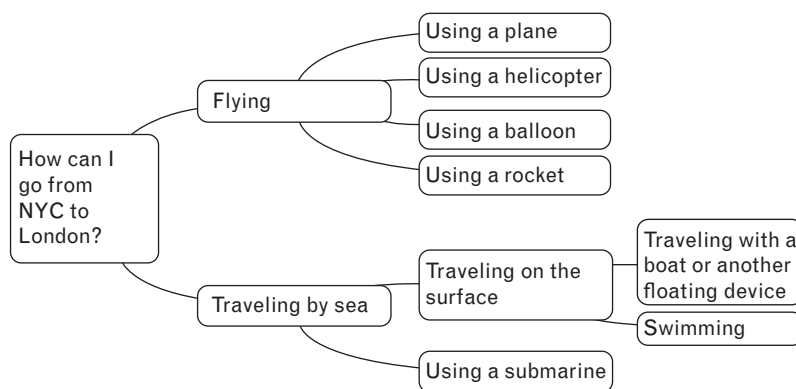 How can I
go from
NYC to
London?
Flying
Using a plane
Using a helicopter
Using a balloon
Using a rocket
Traveling by sea
Traveling on the
surface
Traveling with a
boat or another
floating device
Swimming
Using a submarine